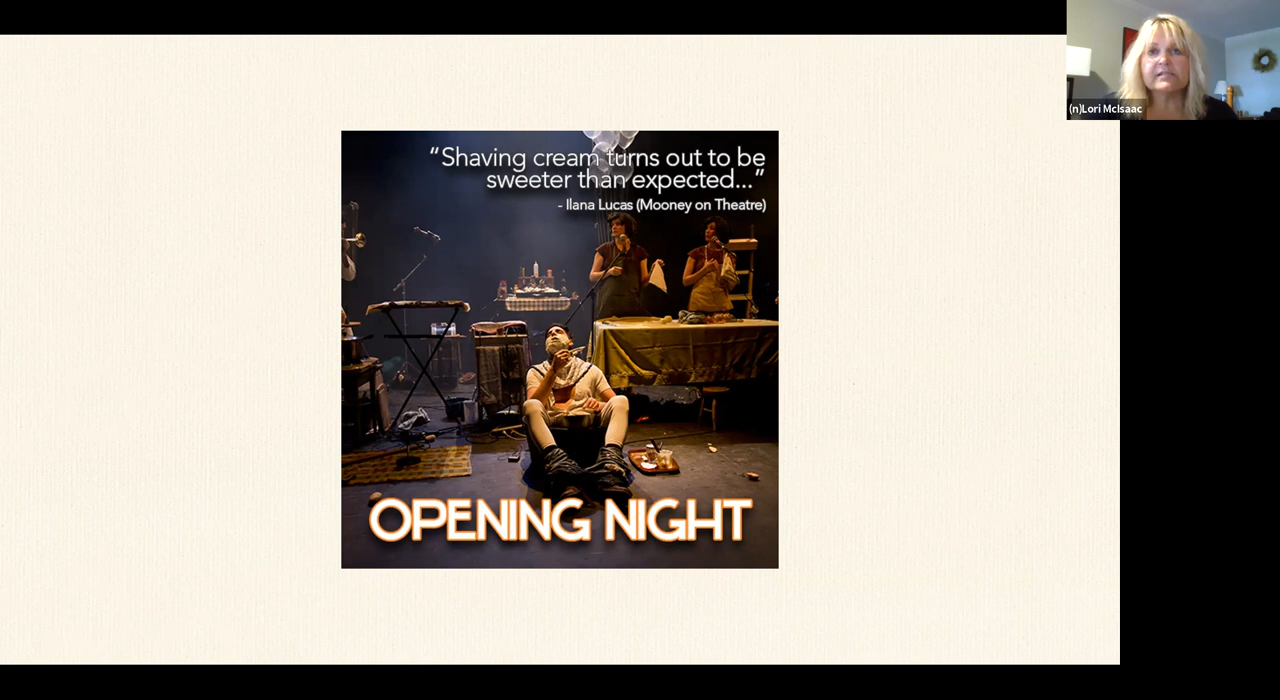 (n)Lori McIsaac
“Shaving cream turns out to be
sweeter than expected...”
- Ilana Lucas (Mooney on Theatre)
OPENING NIGHT